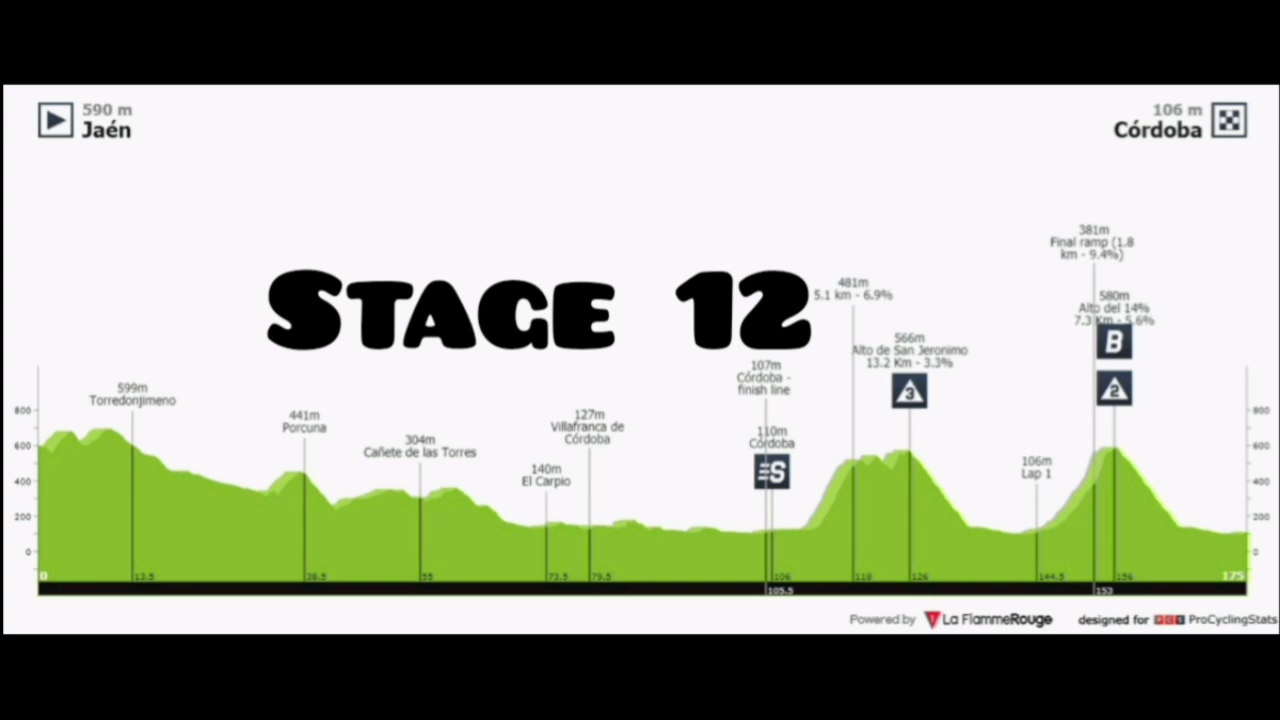 590 m
Jaén
106 m
Córdoba
STAGE 12
381m
Final ramp (1.8
km - 9.4%)
481m
5.1 km - 6.9%
580m
Alto del 14%
7.3 Km - 5.6%
B
566m
Alto de San Jeronimo
13.2 Km - 3.3%
3
2
107m
Córdoba -
finish line
110m
Córdoba
S
599m
Torredonjimeno
441m
Porcuna
304m
Cañete de las Torres
127m
Villafranca de
Córdoba
140m
El Carpio
106m
Lap 1
800
600
400
200
0
800
600
400
200
0
0
13.5
38.5
55
73.5
79.5
106
118
126
144.5
156
175
105.5
153
Powered by La FlammeRouge designed for PCS ProCyclingStats